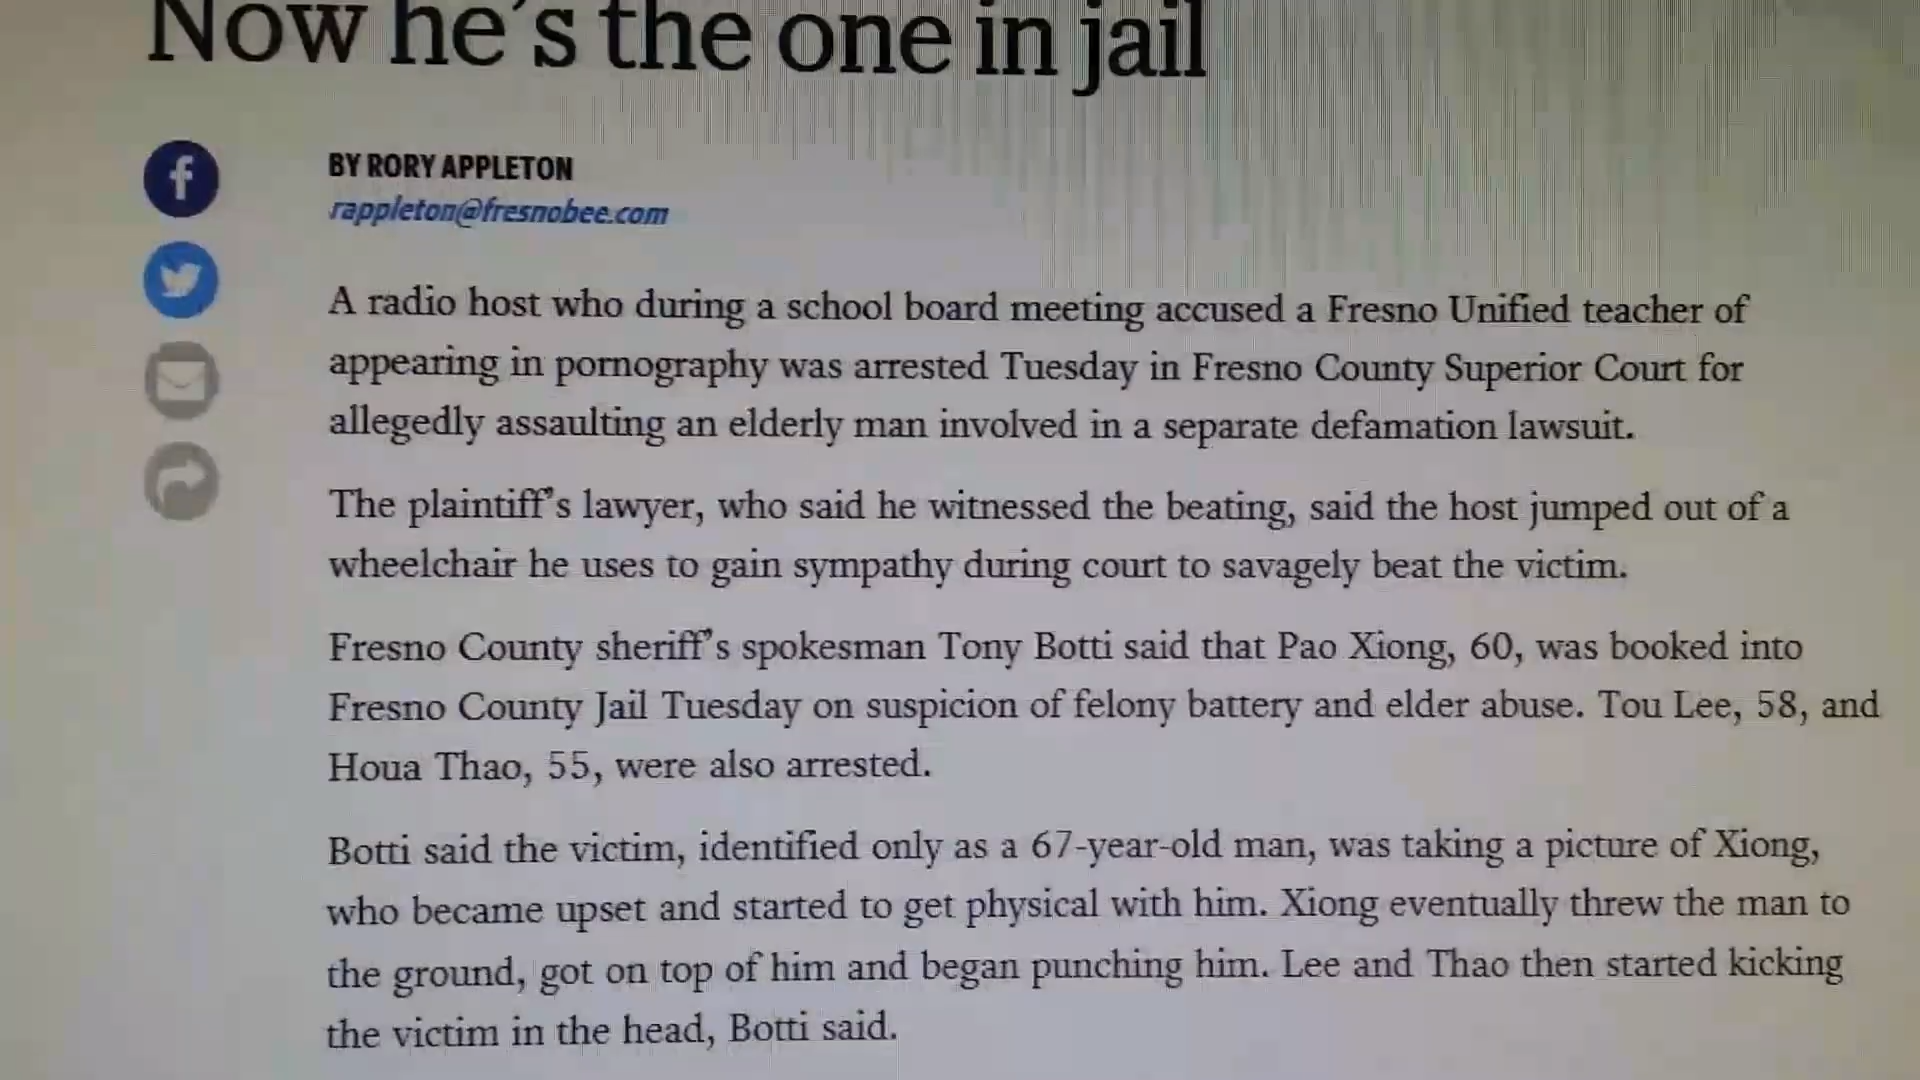 Now he's the one in jail
BY RORY APPLETON
rappleton@fresnobee.com
A radio host who during a school board meeting accused a Fresno Unified teacher of
appearing in pornography was arrested Tuesday in Fresno County Superior Court for
allegedly assaulting an elderly man involved in a separate defamation lawsuit.
The plaintiff's lawyer, who said he witnessed the beating, said the host jumped out of a
wheelchair he uses to gain sympathy during court to savagely beat the victim.
Fresno County sheriff's spokesman Tony Botti said that Pao Xiong, 60, was booked into
Fresno County Jail Tuesday on suspicion of felony battery and elder abuse. Tou Lee, 58, and
Houa Thao, 55, were also arrested.
Botti said the victim, identified only as a 67-year-old man, was taking a picture of Xiong,
who became upset and started to get physical with him. Xiong eventually threw the man to
the ground, got on top of him and began punching him. Lee and Thao then started kicking
the victim in the head, Botti said.